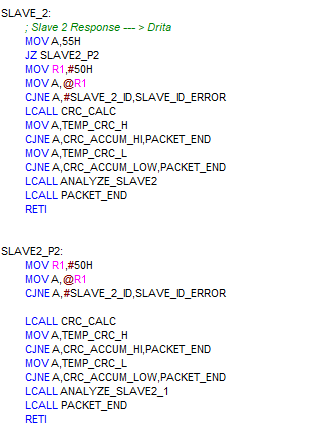 SLAVE_2:
; Slave 2 Response --- > Drita
MOV A,55H
JZ SLAVE2_P2
MOV R1,#50H
MOV A,@R1
CJNE A,#SLAVE_2_ID,SLAVE_ID_ERROR
LCALL CRC_CALC
MOV A,TEMP_CRC_H
CJNE A,CRC_ACCUM_HI,PACKET_END
MOV A,TEMP_CRC_L
CJNE A,CRC_ACCUM_LOW,PACKET_END
LCALL ANALYZE_SLAVE2
LCALL PACKET_END
RETI
SLAVE2_P2:
MOV R1,#50H
MOV A,@R1
CJNE A,#SLAVE_2_ID,SLAVE_ID_ERROR
LCALL CRC_CALC
MOV A,TEMP_CRC_H
CJNE A,CRC_ACCUM_HI,PACKET_END
MOV A,TEMP_CRC_L
CJNE A,CRC_ACCUM_LOW,PACKET_END
LCALL ANALYZE_SLAVE2_1
LCALL PACKET_END
RETI